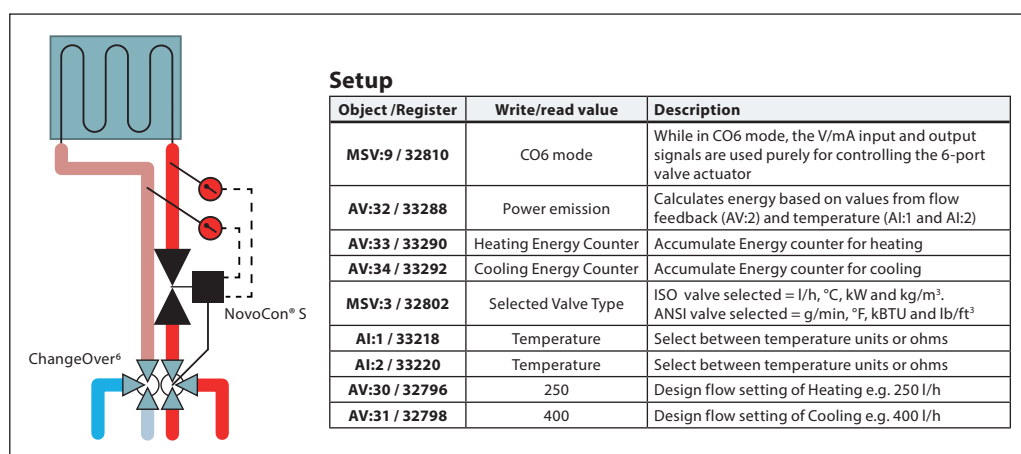 Setup
Object /Register Write/read value Description
MSV:9 / 32810 CO6 mode While in CO6 mode, the V/mA input and output
signals are used purely for controlling the 6-port
valve actuator
AV:32 / 33288 Power emission Calculates energy based on values from flow
feedback (AV:2) and temperature (AI:1 and AI:2)
AV:33 / 33290 Heating Energy Counter Accumulate Energy counter for heating
AV:34 / 33292 Cooling Energy Counter Accumulate Energy counter for cooling
MSV:3 / 32802 Selected Valve Type ISO valve selected = l/h, °C, kW and kg/m³.
ANSI valve selected = g/min, °F, kBTU and lb/ft³
AI:1 / 33218 Temperature Select between temperature units or ohms
AI:2 / 33220 Temperature Select between temperature units or ohms
AV:30 / 32796 250 Design flow setting of Heating e.g. 250 l/h
AV:31 / 32798 400 Design flow setting of Cooling e.g. 400 l/h
NovoCon® S
ChangeOver⁶